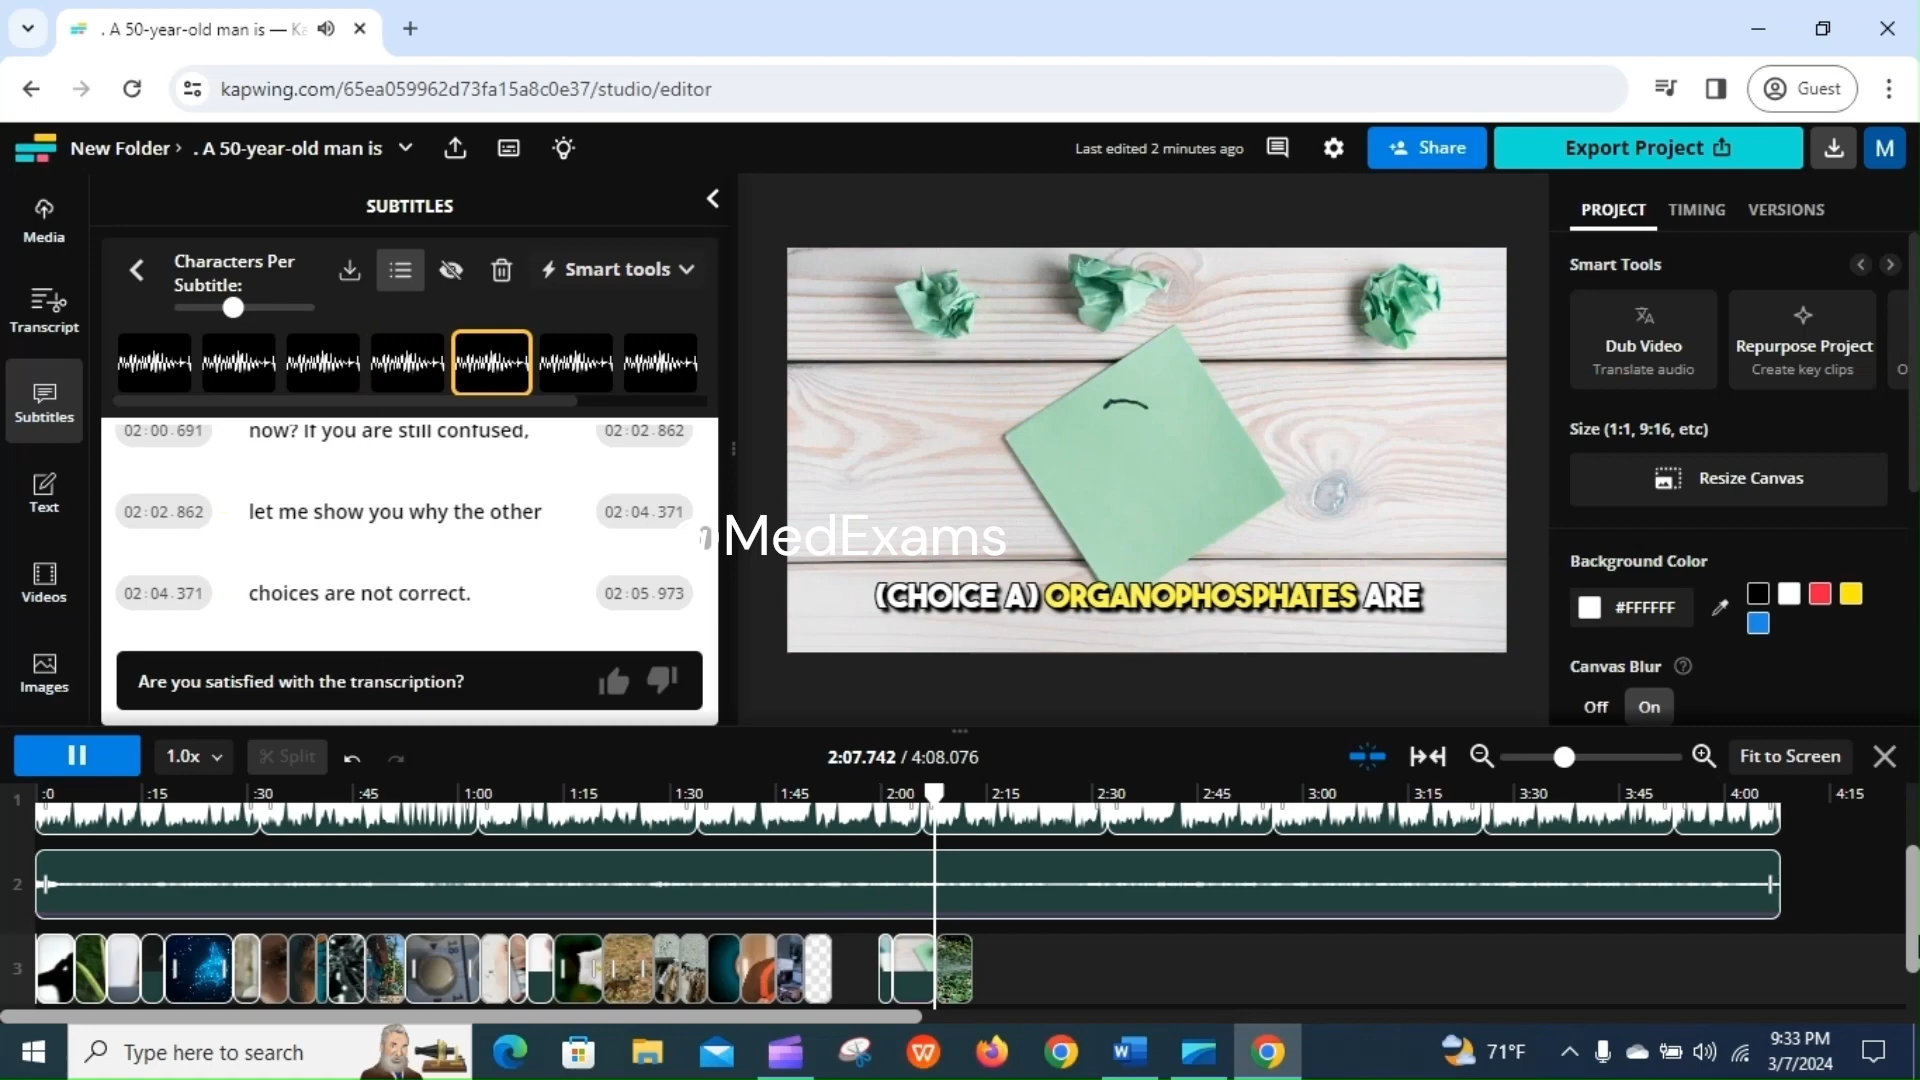 . A 50-year-old man is — Ka
kapwing.com/65ea059962d73fa15a8c0e37/studio/editor
Guest
New Folder › . A 50-year-old man is
Last edited 2 minutes ago
Share
Export Project
M
Media
Transcript
Subtitles
Text
Videos
Images
SUBTITLES
Characters Per
Subtitle:
Smart tools
02:00.691 now? If you are still confused, 02:02.862
02:02.862 let me show you why the other 02:04.371
02:04.371 choices are not correct. 02:05.973
Are you satisfied with the transcription?
@MedExams
(CHOICE A) ORGANOPHOSPHATES ARE
PROJECT TIMING VERSIONS
Smart Tools
Dub Video
Translate audio
Repurpose Project
Create key clips
O
Size (1:1, 9:16, etc)
Resize Canvas
Background Color
#FFFFFF
Canvas Blur
Off On
1.0x
Split
2:07.742 / 4:08.076
Fit to Screen
:0 :15 :30 :45 1:00 1:15 1:30 1:45 2:00 2:15 2:30 2:45 3:00 3:15 3:30 3:45 4:00 4:15
1
2
3
Type here to search
71°F
9:33 PM
3/7/2024